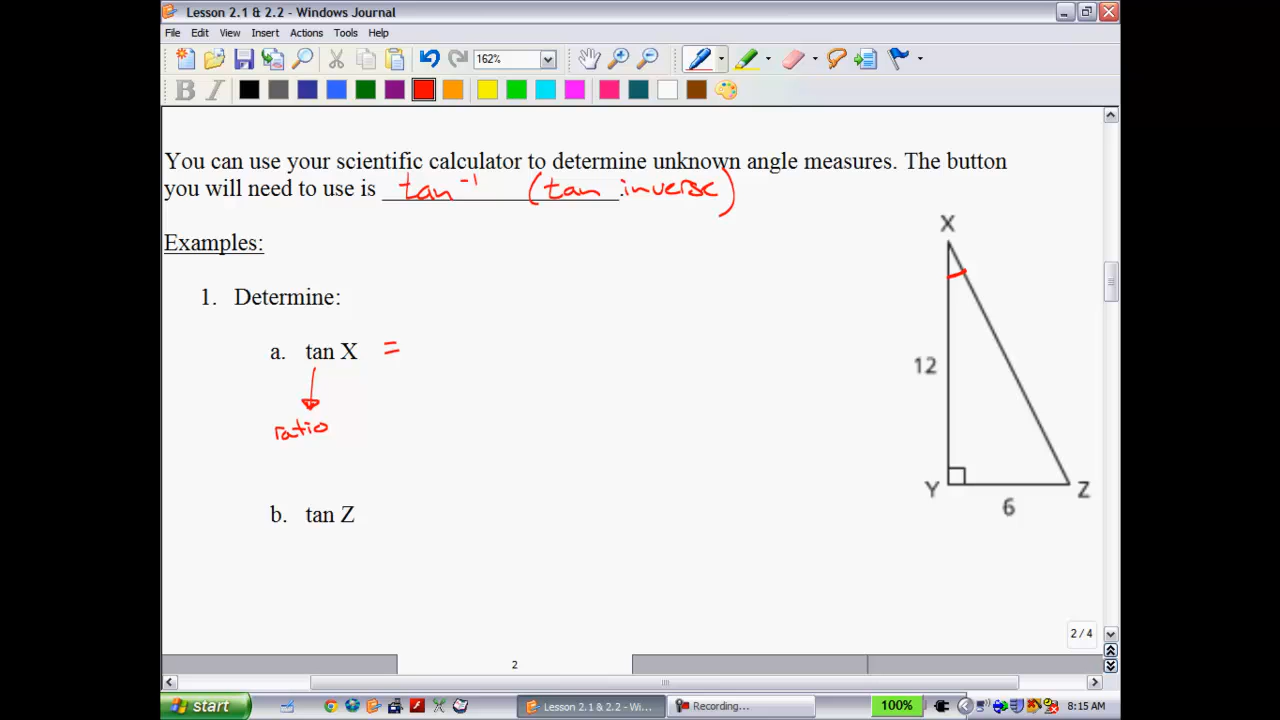 Lesson 2.1 & 2.2 - Windows Journal
File Edit View Insert Actions Tools Help
162%
B I
You can use your scientific calculator to determine unknown angle measures. The button
you will need to use is tan⁻¹ (tan inverse)
Examples:
X
1. Determine:
a. tan X =
12
ratio
Y Z
6
b. tan Z
2 / 4
2
start Lesson 2.1 & 2.2 - Wi... Recording... 100% 8:15 AM